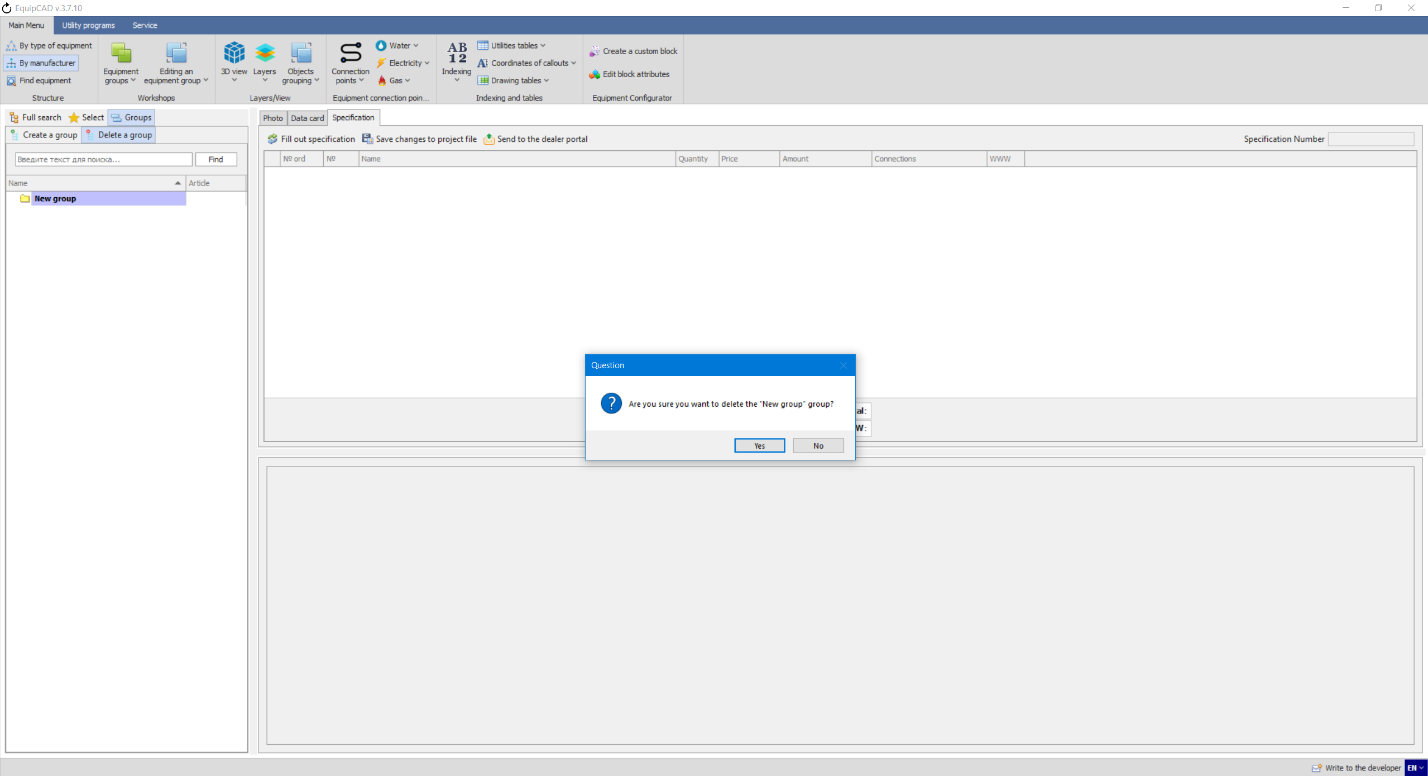 EquipCAD v.3.7.10
Main Menu Utility programs Service
By type of equipment
By manufacturer
Find equipment
Structure
Equipment groups
Editing an equipment group
Workshops
3D view
Layers
Objects grouping
Layers/View
Connection points
Water
Electricity
Gas
Equipment connection poin...
AB
12
Indexing
Utilities tables
Coordinates of callouts
Drawing tables
Indexing and tables
Create a custom block
Edit block attributes
Equipment Configurator
Full search Select Groups
Create a group Delete a group
Введите текст для поиска... Find
Name Article
New group
Photo Data card Specification
Fill out specification Save changes to project file Send to the dealer portal Specification Number
№ ord № Name Quantity Price Amount Connections WWW
Question
Are you sure you want to delete the "New group" group?
al:
W:
Yes No
Write to the developer EN